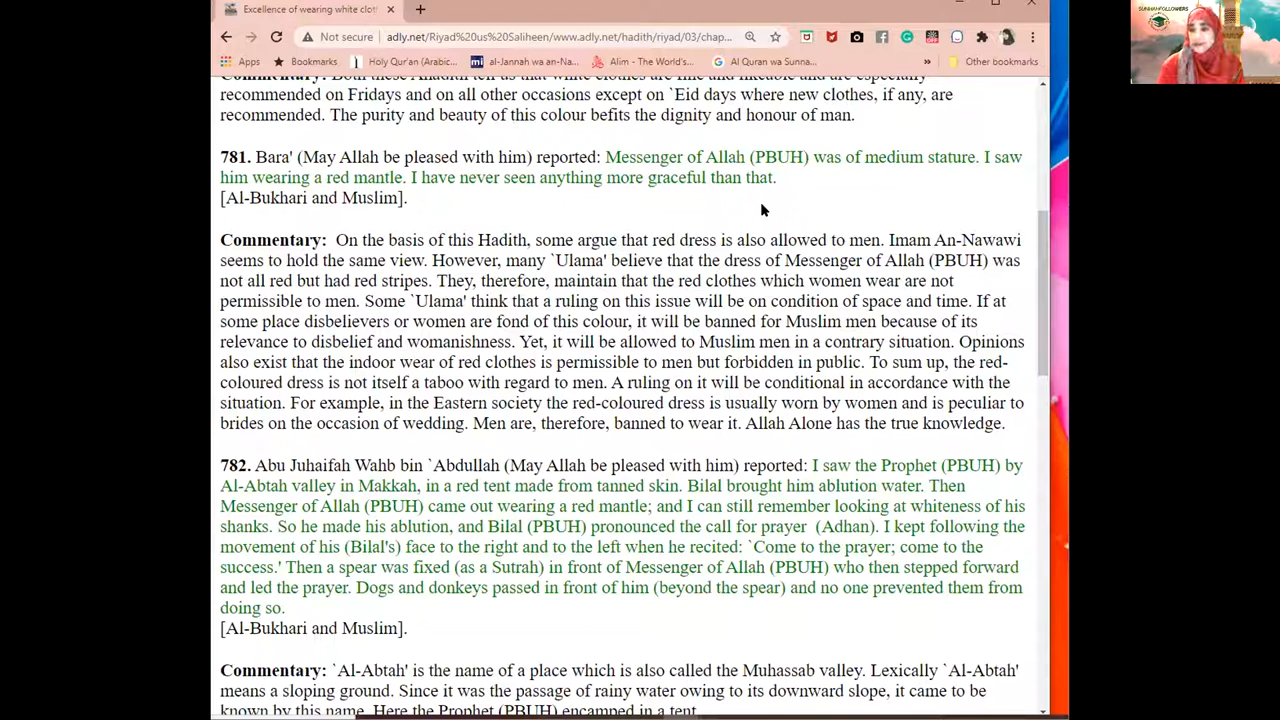 Excellence of wearing white clot
Not secure
adly.net/Riyad%20us%20Saliheen/www.adly.net/hadith/riyad/03/chap...
Apps
Bookmarks
Holy Qur'an (Arabic...
al-Jannah wa an-Na...
Alim - The World's...
Al Quran wa Sunna...
»
Other bookmarks
SUNNAHFOLLOWERS
recommended on Fridays and on all other occasions except on `Eid days where new clothes, if any, are
recommended. The purity and beauty of this colour befits the dignity and honour of man.
781. Bara' (May Allah be pleased with him) reported: Messenger of Allah (PBUH) was of medium stature. I saw
him wearing a red mantle. I have never seen anything more graceful than that.
[Al-Bukhari and Muslim].
Commentary: On the basis of this Hadith, some argue that red dress is also allowed to men. Imam An-Nawawi
seems to hold the same view. However, many `Ulama' believe that the dress of Messenger of Allah (PBUH) was
not all red but had red stripes. They, therefore, maintain that the red clothes which women wear are not
permissible to men. Some `Ulama' think that a ruling on this issue will be on condition of space and time. If at
some place disbelievers or women are fond of this colour, it will be banned for Muslim men because of its
relevance to disbelief and womanishness. Yet, it will be allowed to Muslim men in a contrary situation. Opinions
also exist that the indoor wear of red clothes is permissible to men but forbidden in public. To sum up, the red-
coloured dress is not itself a taboo with regard to men. A ruling on it will be conditional in accordance with the
situation. For example, in the Eastern society the red-coloured dress is usually worn by women and is peculiar to
brides on the occasion of wedding. Men are, therefore, banned to wear it. Allah Alone has the true knowledge.
782. Abu Juhaifah Wahb bin `Abdullah (May Allah be pleased with him) reported: I saw the Prophet (PBUH) by
Al-Abtah valley in Makkah, in a red tent made from tanned skin. Bilal brought him ablution water. Then
Messenger of Allah (PBUH) came out wearing a red mantle; and I can still remember looking at whiteness of his
shanks. So he made his ablution, and Bilal (PBUH) pronounced the call for prayer (Adhan). I kept following the
movement of his (Bilal's) face to the right and to the left when he recited: `Come to the prayer; come to the
success.' Then a spear was fixed (as a Sutrah) in front of Messenger of Allah (PBUH) who then stepped forward
and led the prayer. Dogs and donkeys passed in front of him (beyond the spear) and no one prevented them from
doing so.
[Al-Bukhari and Muslim].
Commentary: `Al-Abtah' is the name of a place which is also called the Muhassab valley. Lexically `Al-Abtah'
means a sloping ground. Since it was the passage of rainy water owing to its downward slope, it came to be
known by this name. Here the Prophet (PBUH) encamped in a tent.